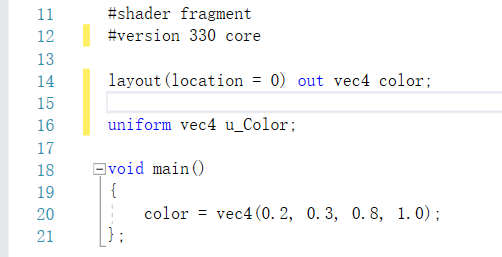 11 #shader fragment
12 #version 330 core
13
14 layout(location = 0) out vec4 color;
15
16 uniform vec4 u_Color;
17
18 void main()
19 {
20 color = vec4(0.2, 0.3, 0.8, 1.0);
21 };